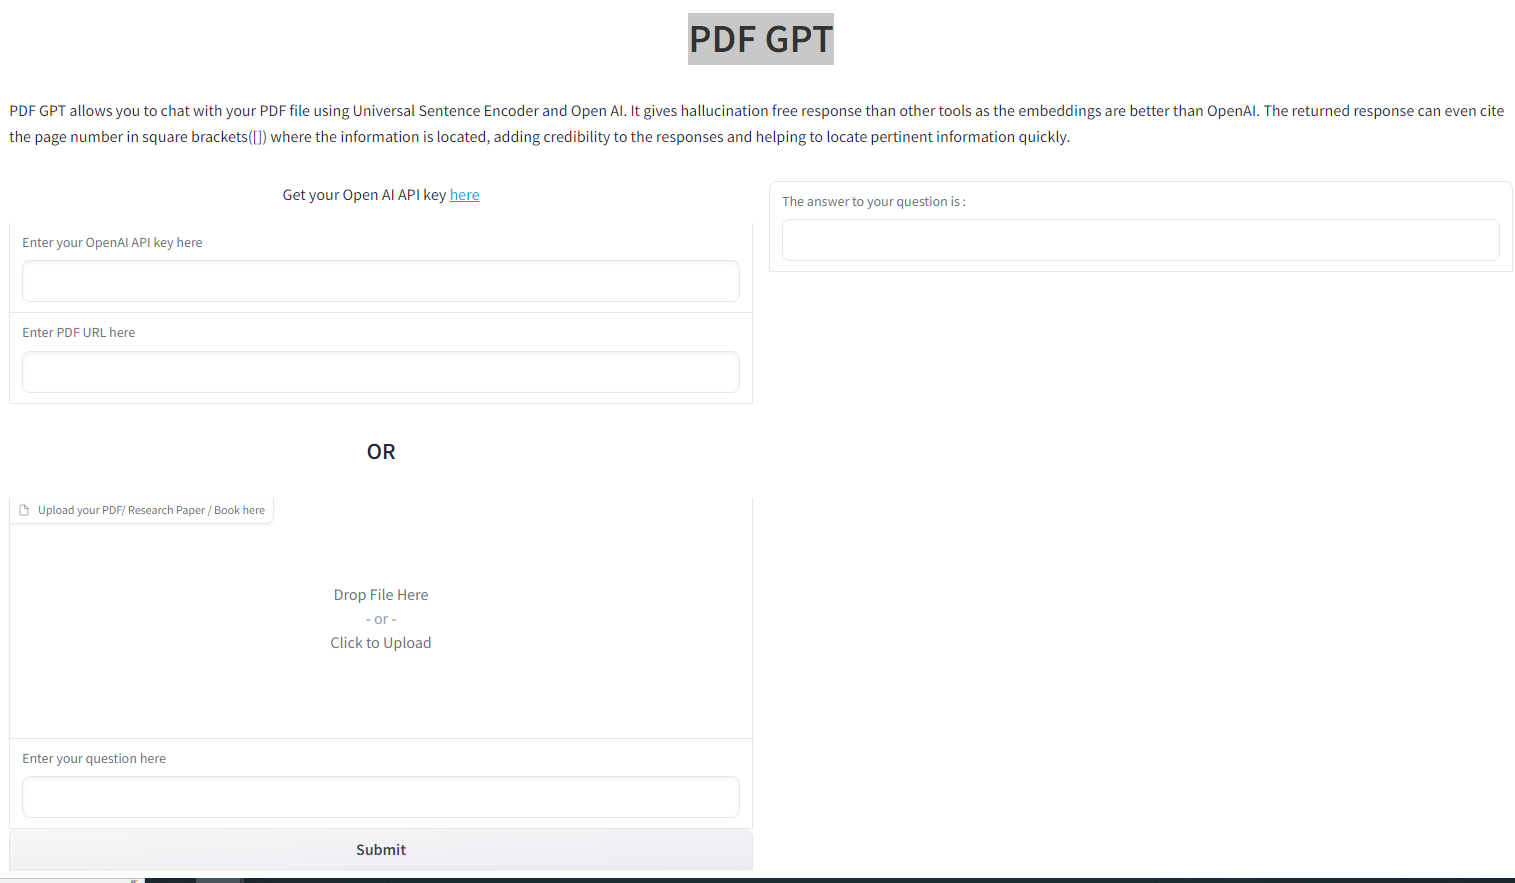 PDF GPT
PDF GPT allows you to chat with your PDF file using Universal Sentence Encoder and Open AI. It gives hallucination free response than other tools as the embeddings are better than OpenAI. The returned response can even cite
the page number in square brackets([]) where the information is located, adding credibility to the responses and helping to locate pertinent information quickly.
Get your Open AI API key here
Enter your OpenAI API key here
Enter PDF URL here
OR
Upload your PDF/ Research Paper / Book here
Drop File Here
- or -
Click to Upload
Enter your question here
Submit
The answer to your question is :